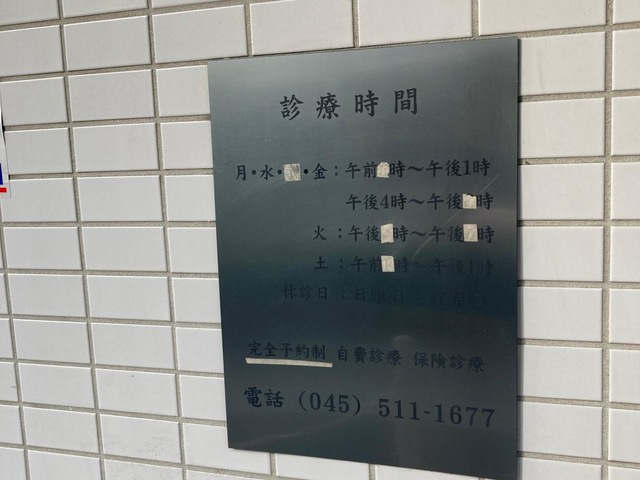 診療時間
月・水・・金：午前時～午後1時
午後4時～午後時
火：午後時～午後時
土：午前時～午後1時
休診日：日曜日
完全予約制 自費診療 保険診療
電話 (045) 511-1677